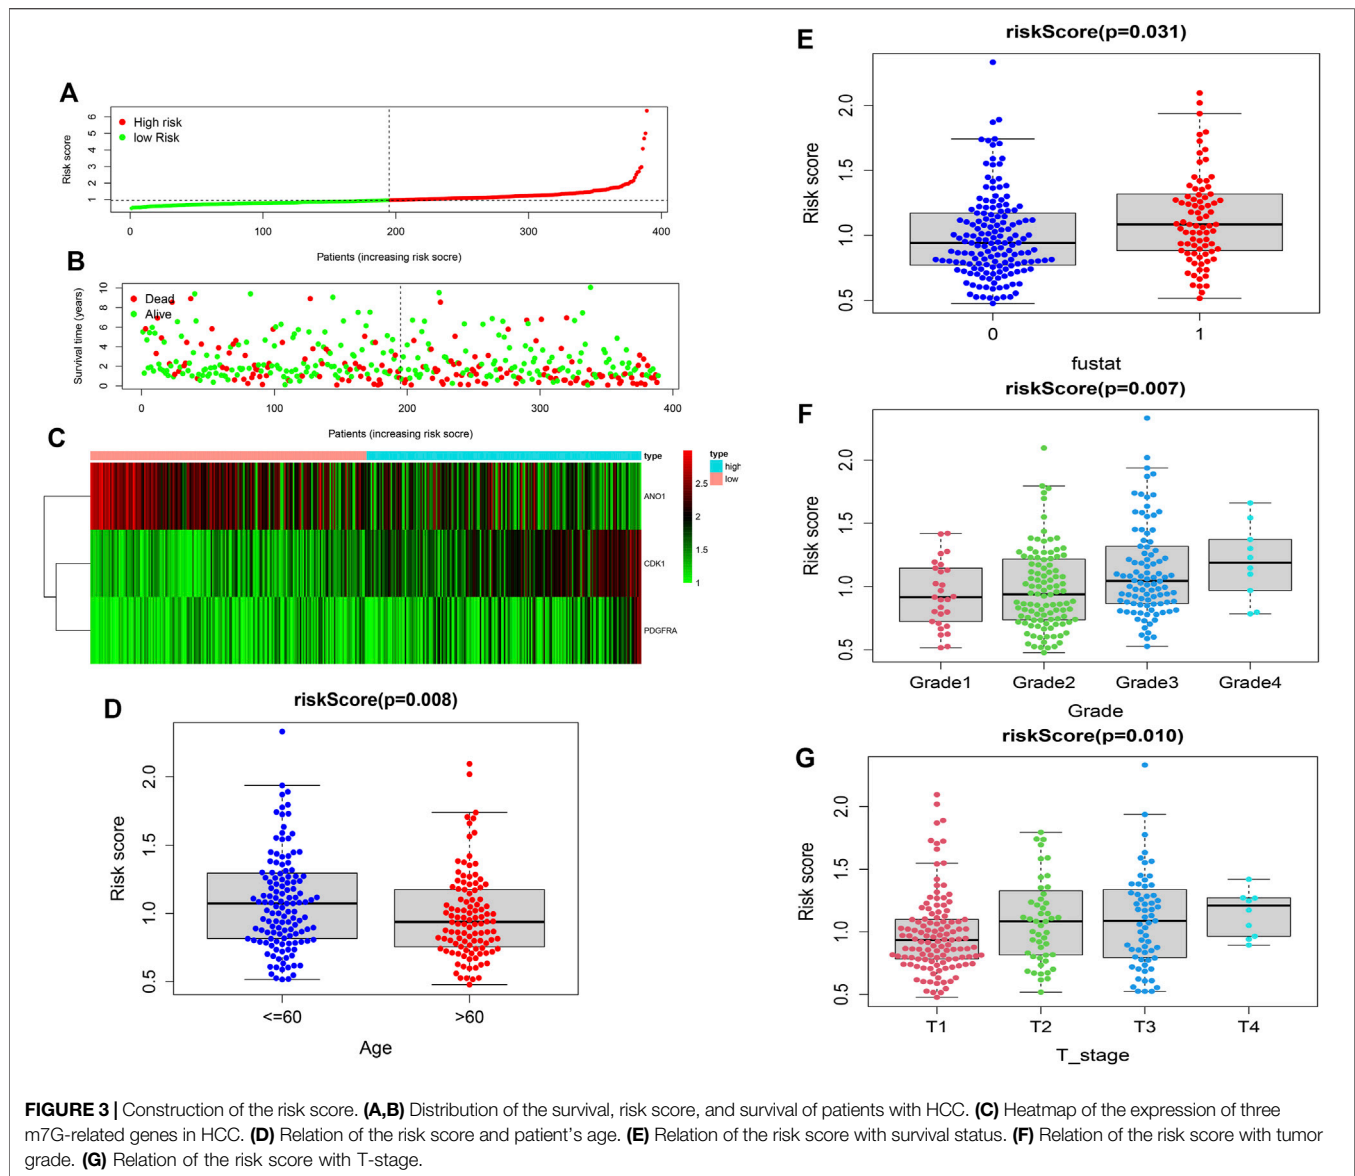 A
High risk
low Risk
Risk score
6
5
4
3
2
1
0 100 200 300 400
Patients (increasing risk socre)
B
Dead
Alive
Survival time (years)
10
8
6
4
2
0
0 100 200 300 400
Patients (increasing risk socre)
C
type
ANO1
CDK1
PDGFRA
2.5
2
1.5
1
type
high
low
D
riskScore(p=0.008)
Risk score
2.0
1.5
1.0
0.5
<=60 >60
Age
E
riskScore(p=0.031)
Risk score
2.0
1.5
1.0
0.5
0 1
fustat
F
riskScore(p=0.007)
Risk score
2.0
1.5
1.0
0.5
Grade1 Grade2 Grade3 Grade4
Grade
G
riskScore(p=0.010)
Risk score
2.0
1.5
1.0
0.5
T1 T2 T3 T4
T_stage
FIGURE 3 | Construction of the risk score. (A,B) Distribution of the survival, risk score, and survival of patients with HCC. (C) Heatmap of the expression of three
m7G-related genes in HCC. (D) Relation of the risk score and patient's age. (E) Relation of the risk score with survival status. (F) Relation of the risk score with tumor
grade. (G) Relation of the risk score with T-stage.